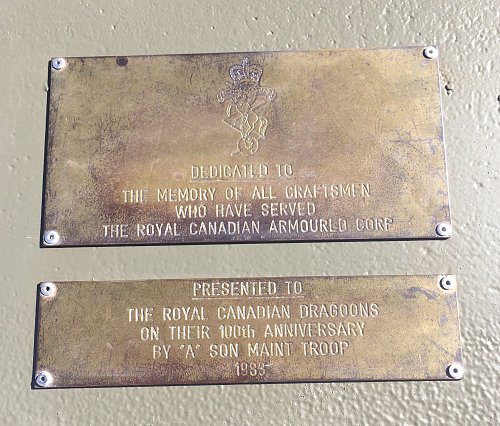 DEDICATED TO
THE MEMORY OF ALL CRAFTSMEN
WHO HAVE SERVED
THE ROYAL CANADIAN ARMOURED CORP
PRESENTED TO
THE ROYAL CANADIAN DRAGOONS
ON THEIR 100th ANNIVERSARY
BY "A" SQN MAINT TROOP
1983